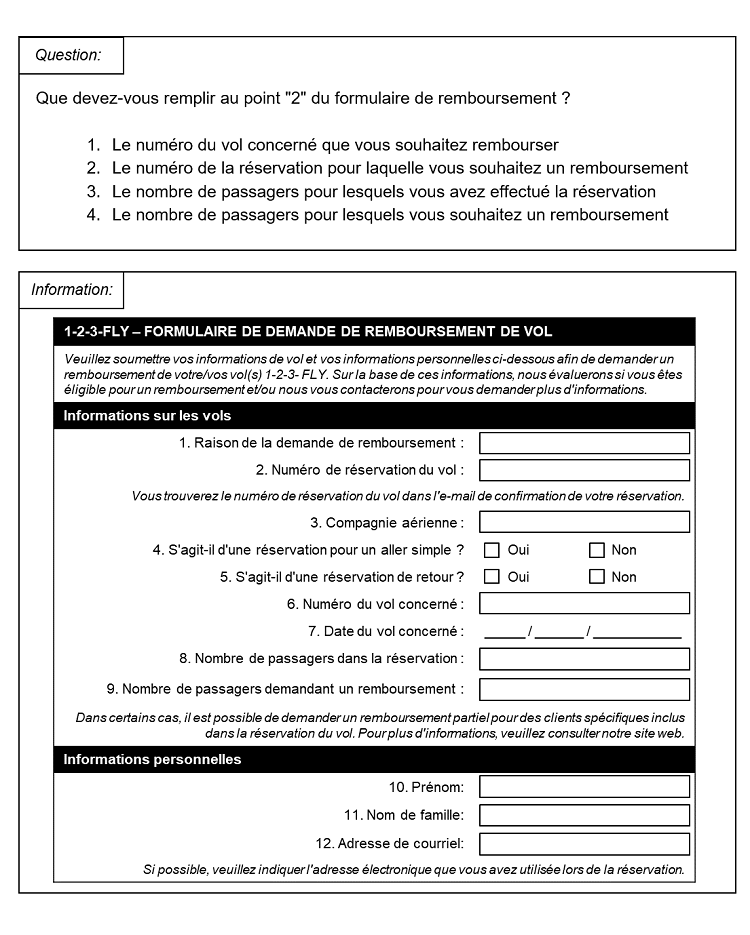 Question:
Que devez-vous remplir au point "2" du formulaire de remboursement ?
1. Le numéro du vol concerné que vous souhaitez rembourser
2. Le numéro de la réservation pour laquelle vous souhaitez un remboursement
3. Le nombre de passagers pour lesquels vous avez effectué la réservation
4. Le nombre de passagers pour lesquels vous souhaitez un remboursement
Information:
1-2-3-FLY – FORMULAIRE DE DEMANDE DE REMBOURSEMENT DE VOL
Veuillez soumettre vos informations de vol et vos informations personnelles ci-dessous afin de demander un
remboursement de votre/vos vol(s) 1-2-3- FLY. Sur la base de ces informations, nous évaluerons si vous êtes
éligible pour un remboursement et/ou nous vous contacterons pour vous demander plus d'informations.
Informations sur les vols
1. Raison de la demande de remboursement :
2. Numéro de réservation du vol :
Vous trouverez le numéro de réservation du vol dans l'e-mail de confirmation de votre réservation.
3. Compagnie aérienne :
4. S'agit-il d'une réservation pour un aller simple ? Oui Non
5. S'agit-il d'une réservation de retour ? Oui Non
6. Numéro du vol concerné :
7. Date du vol concerné : _____ / ______ / ___________
8. Nombre de passagers dans la réservation :
9. Nombre de passagers demandant un remboursement :
Dans certains cas, il est possible de demander un remboursement partiel pour des clients spécifiques inclus
dans la réservation du vol. Pour plus d'informations, veuillez consulter notre site web.
Informations personnelles
10. Prénom:
11. Nom de famille:
12. Adresse de courriel:
Si possible, veuillez indiquer l'adresse électronique que vous avez utilisée lors de la réservation.